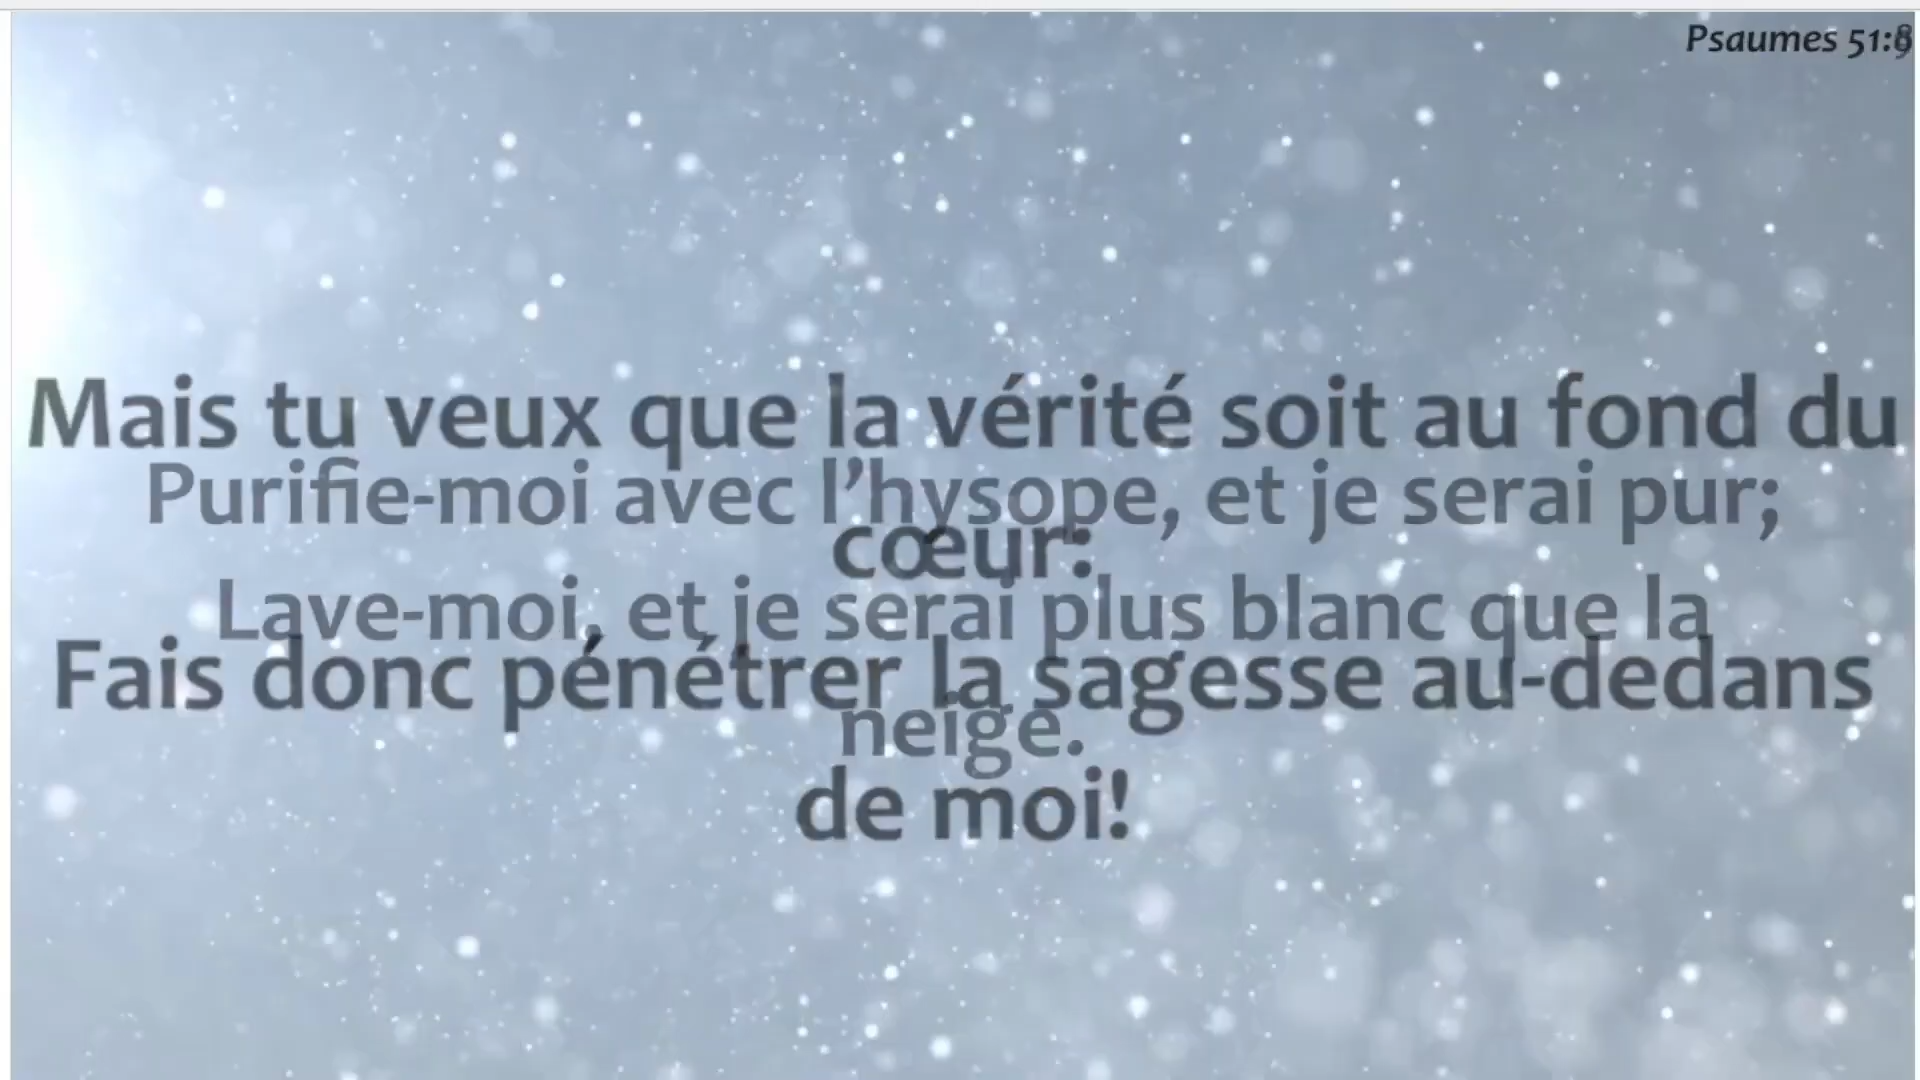 Psaumes 51:8
Mais tu veux que la vérité soit au fond du
Purifie-moi avec l’hysope, et je serai pur;
cœur:
Lave-moi, et je serai plus blanc que la
Fais donc pénétrer la sagesse au-dedans
neige.
de moi!